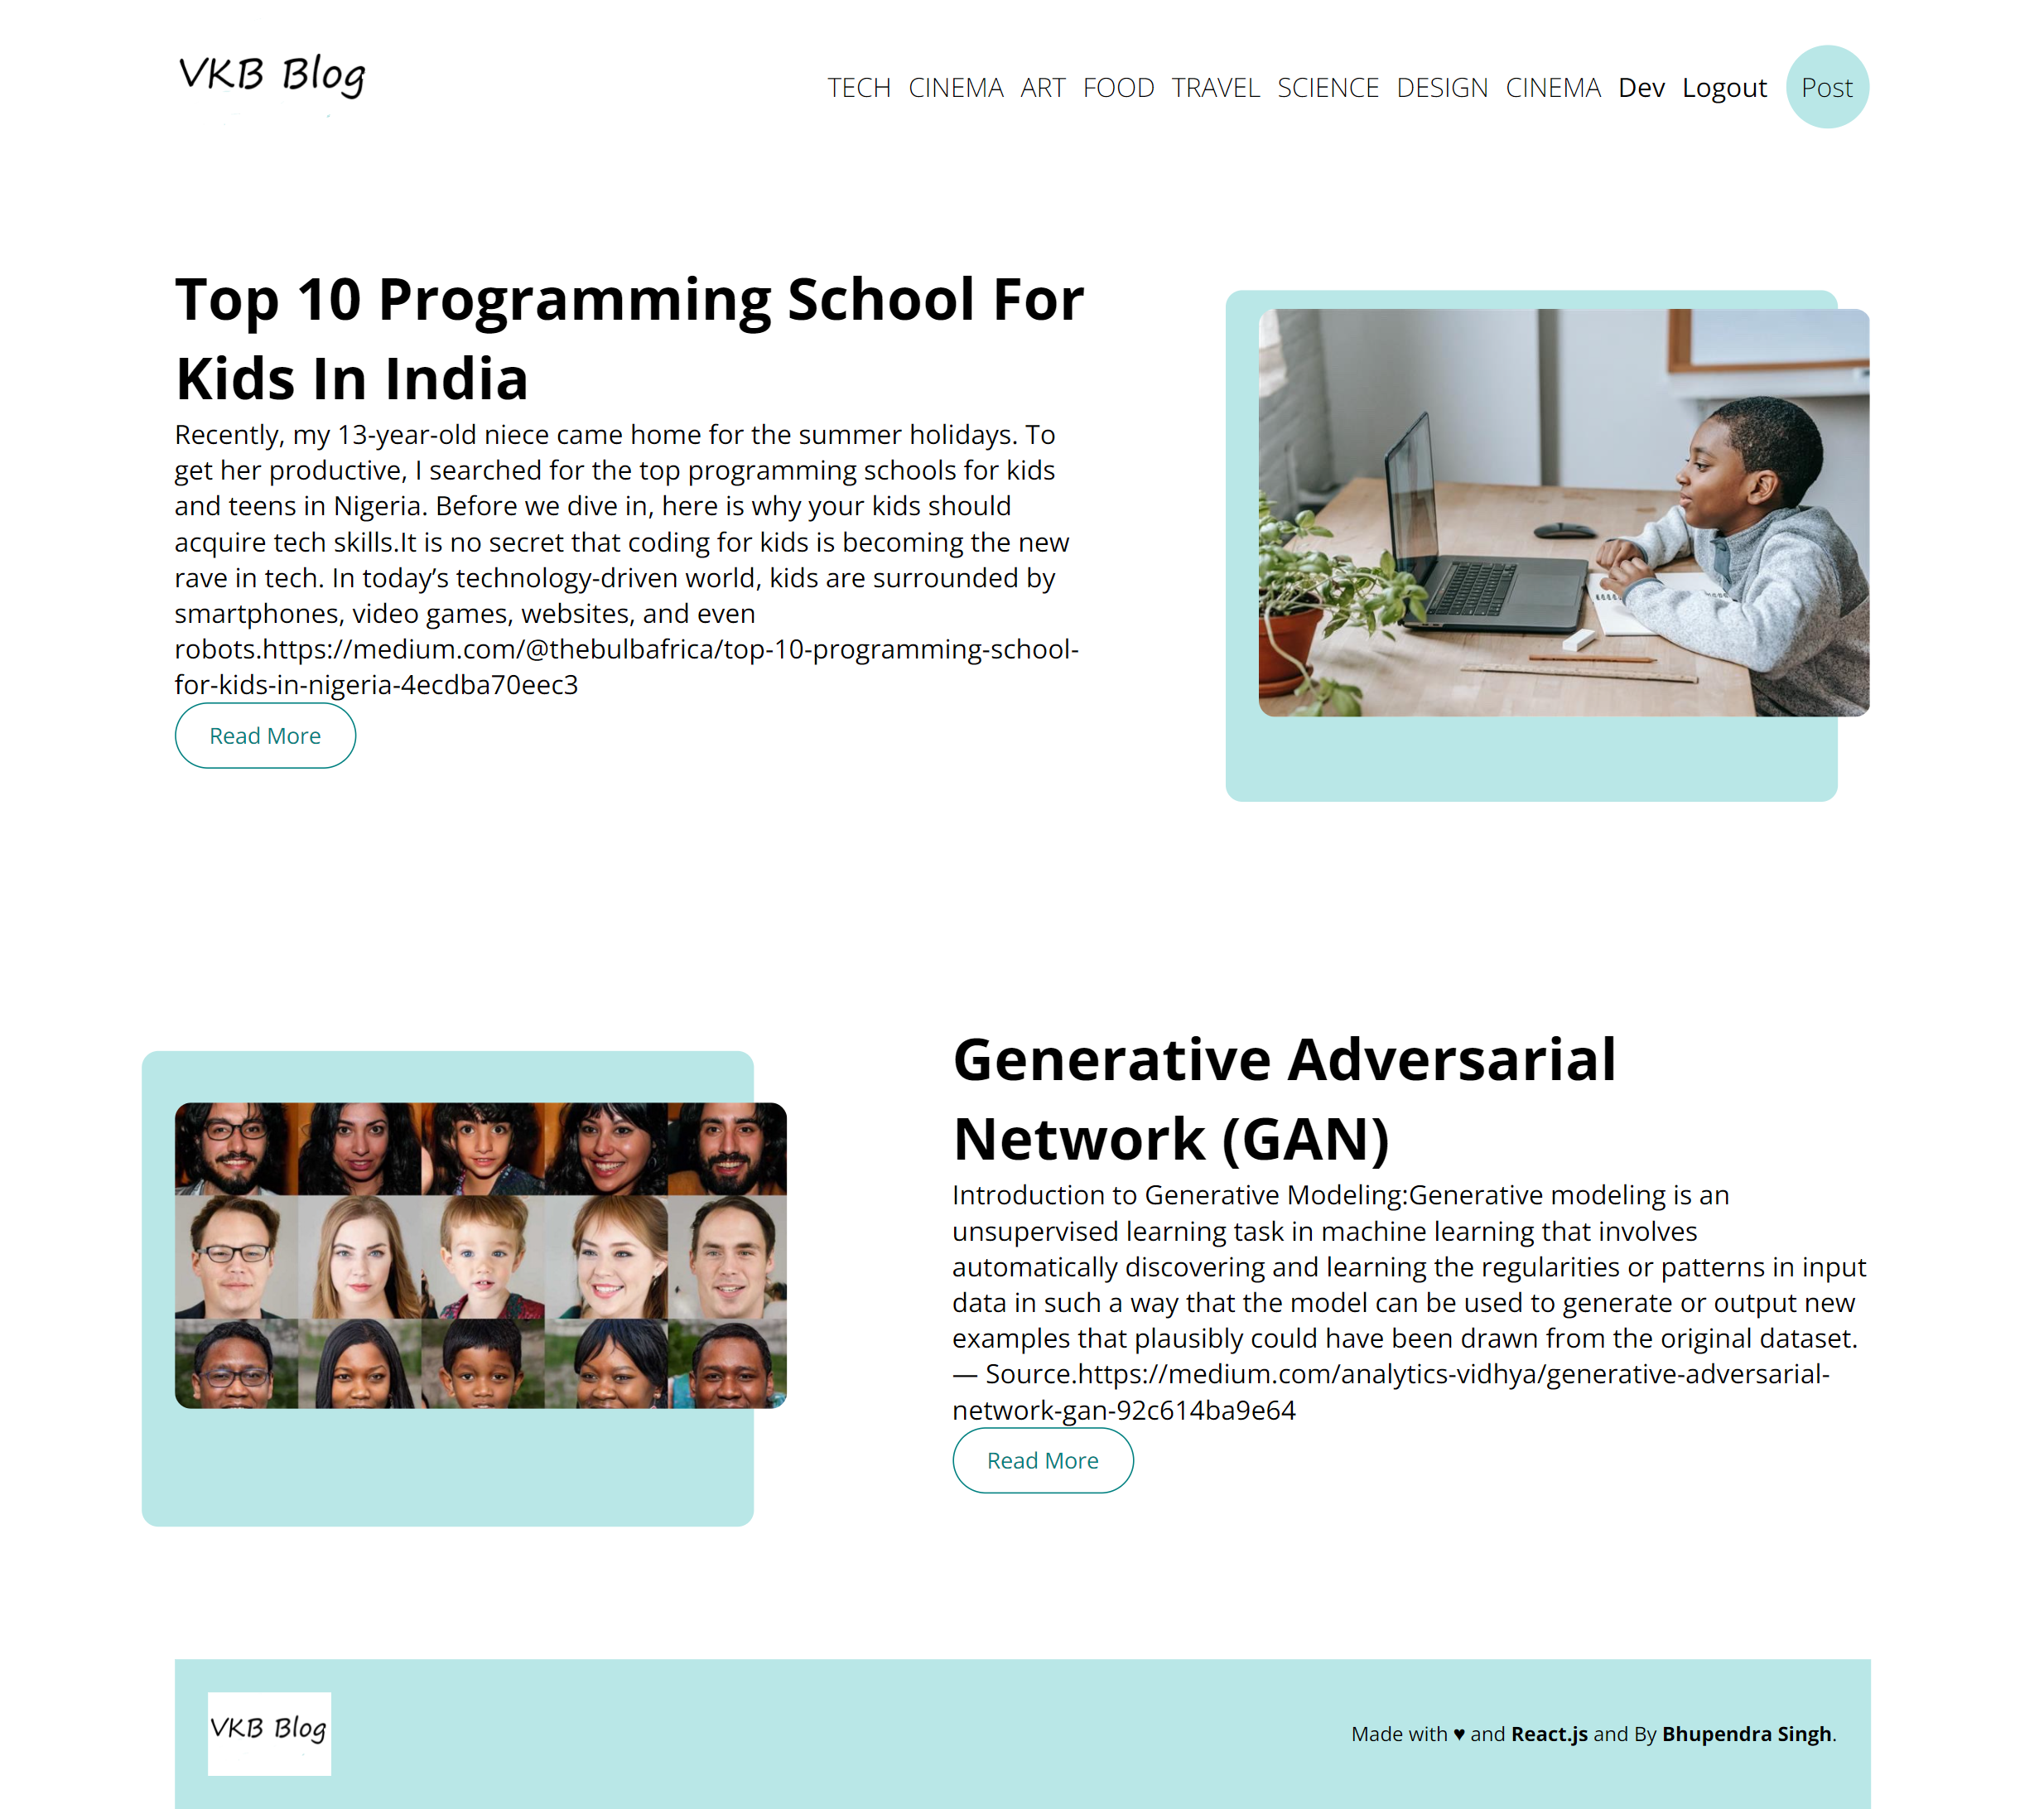 VKB Blog
TECH CINEMA ART FOOD TRAVEL SCIENCE DESIGN CINEMA Dev Logout Post
Top 10 Programming School For
Kids In India
Recently, my 13-year-old niece came home for the summer holidays. To
get her productive, I searched for the top programming schools for kids
and teens in Nigeria. Before we dive in, here is why your kids should
acquire tech skills.It is no secret that coding for kids is becoming the new
rave in tech. In today’s technology-driven world, kids are surrounded by
smartphones, video games, websites, and even
robots.https://medium.com/@thebulbafrica/top-10-programming-school-
for-kids-in-nigeria-4ecdba70eec3
Read More
Generative Adversarial
Network (GAN)
Introduction to Generative Modeling:Generative modeling is an
unsupervised learning task in machine learning that involves
automatically discovering and learning the regularities or patterns in input
data in such a way that the model can be used to generate or output new
examples that plausibly could have been drawn from the original dataset.
— Source.https://medium.com/analytics-vidhya/generative-adversarial-
network-gan-92c614ba9e64
Read More
VKB Blog
Made with ♥ and React.js and By Bhupendra Singh.